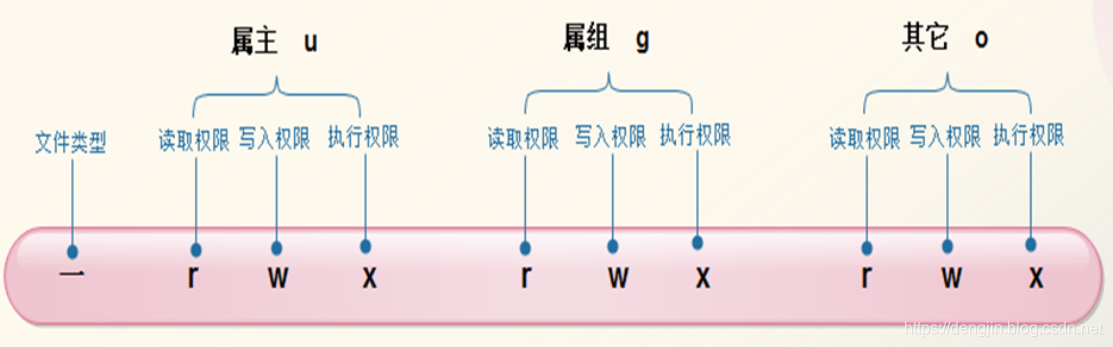 属主 u 属组 g 其它 o
文件类型 读取权限 写入权限 执行权限 读取权限 写入权限 执行权限 读取权限 写入权限 执行权限
一 r w x r w x r w x
https://dengjin.blog.csdn.net